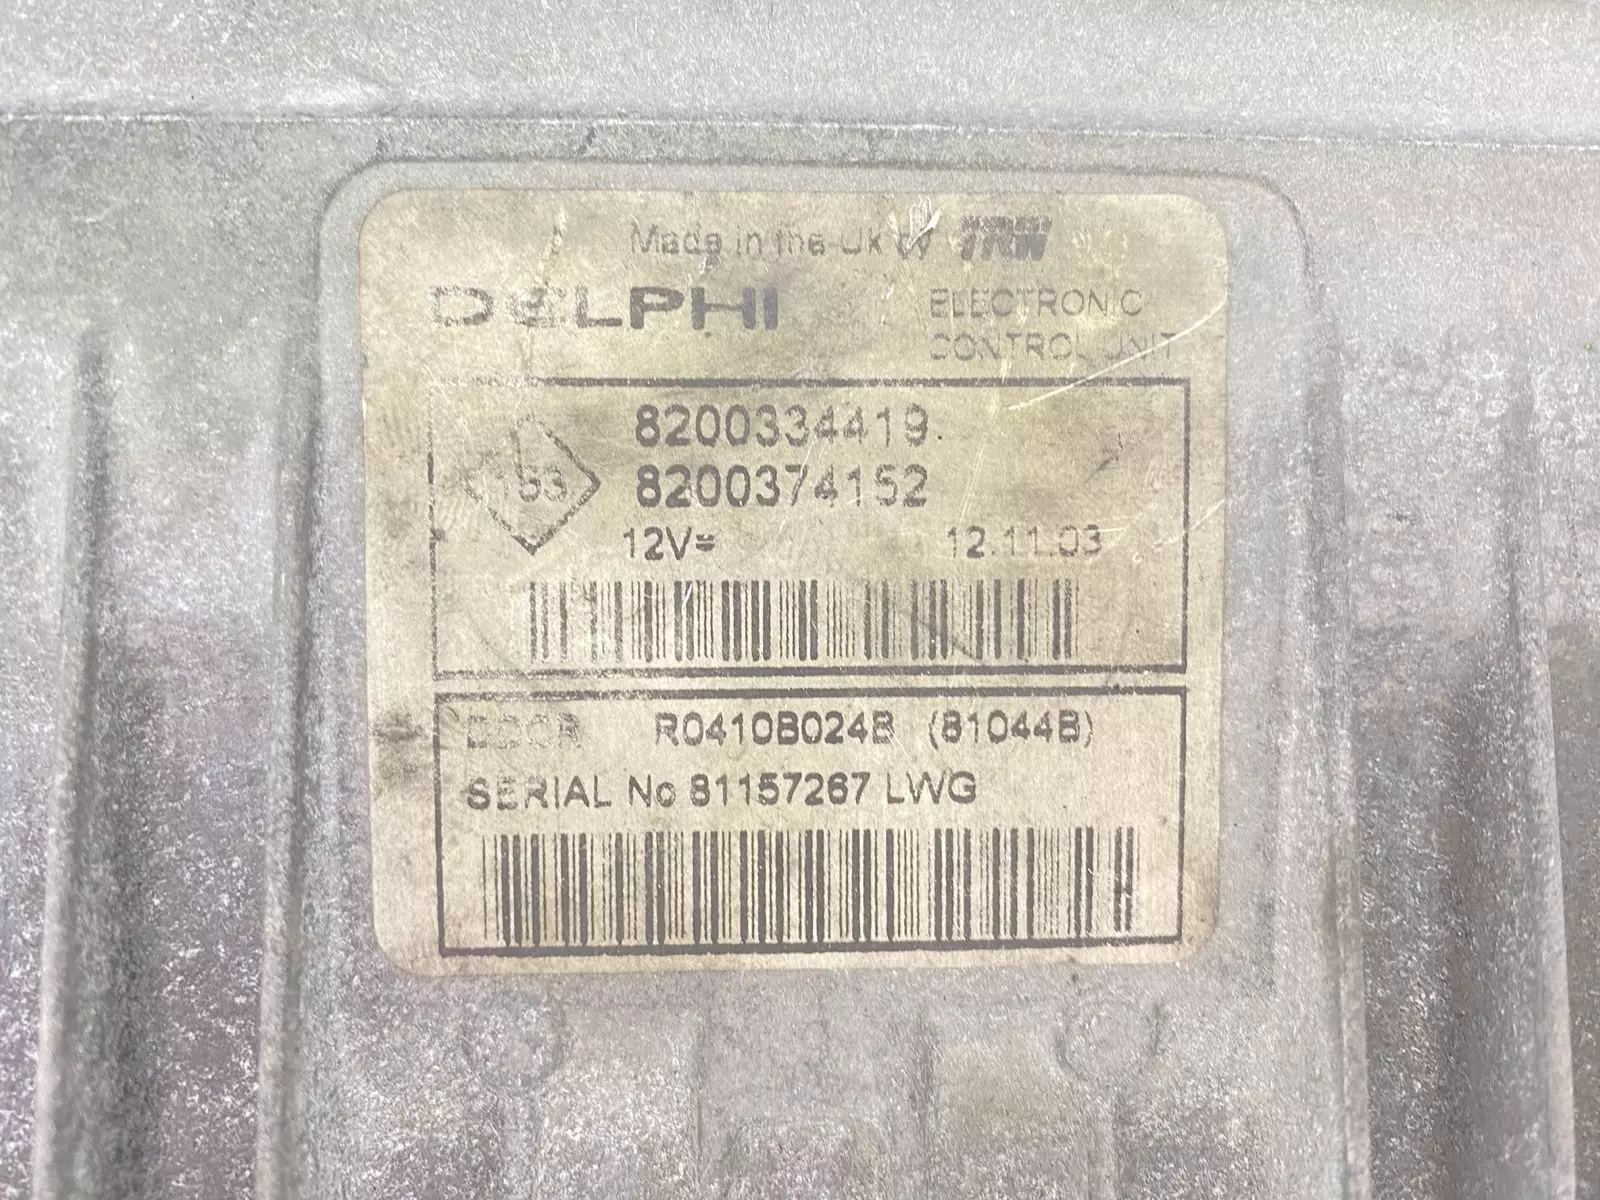 Made in the Uk by TRW
DELPHI
ELECTRONIC
CONTROL UNIT
8200334419
153
8200374152
12V=
12.11.03
R0410B024B (81044B)
SERIAL No 81157267 LWG